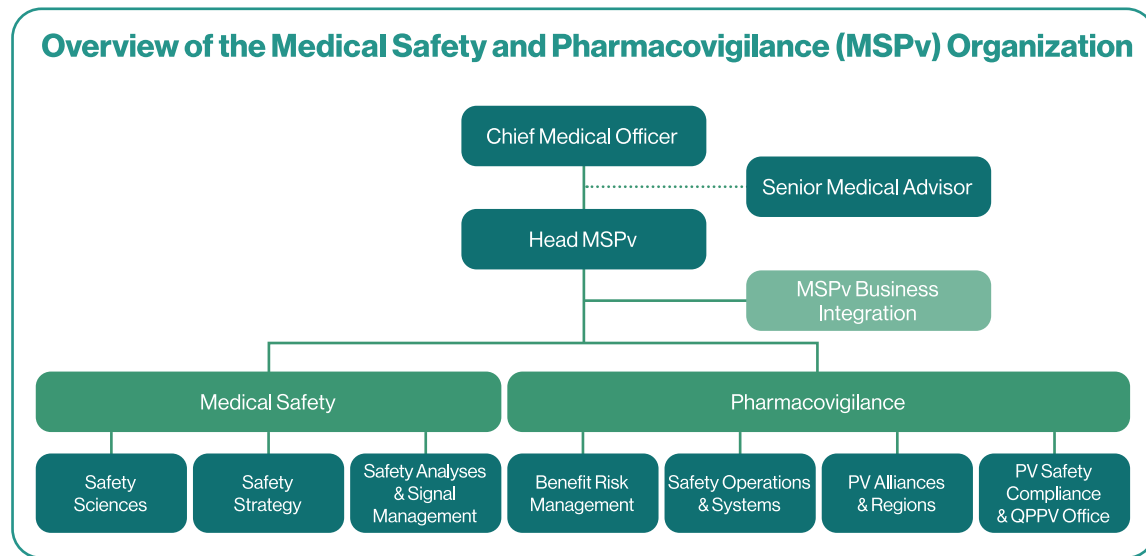 Overview of the Medical Safety and Pharmacovigilance (MSPv) Organization
Chief Medical Officer
Senior Medical Advisor
Head MSPv
MSPv Business
Integration
Medical Safety
Pharmacovigilance
Safety
Sciences
Safety
Strategy
Safety Analyses
& Signal
Management
Benefit Risk
Management
Safety Operations
& Systems
PV Alliances
& Regions
PV Safety
Compliance
& QPPV Office